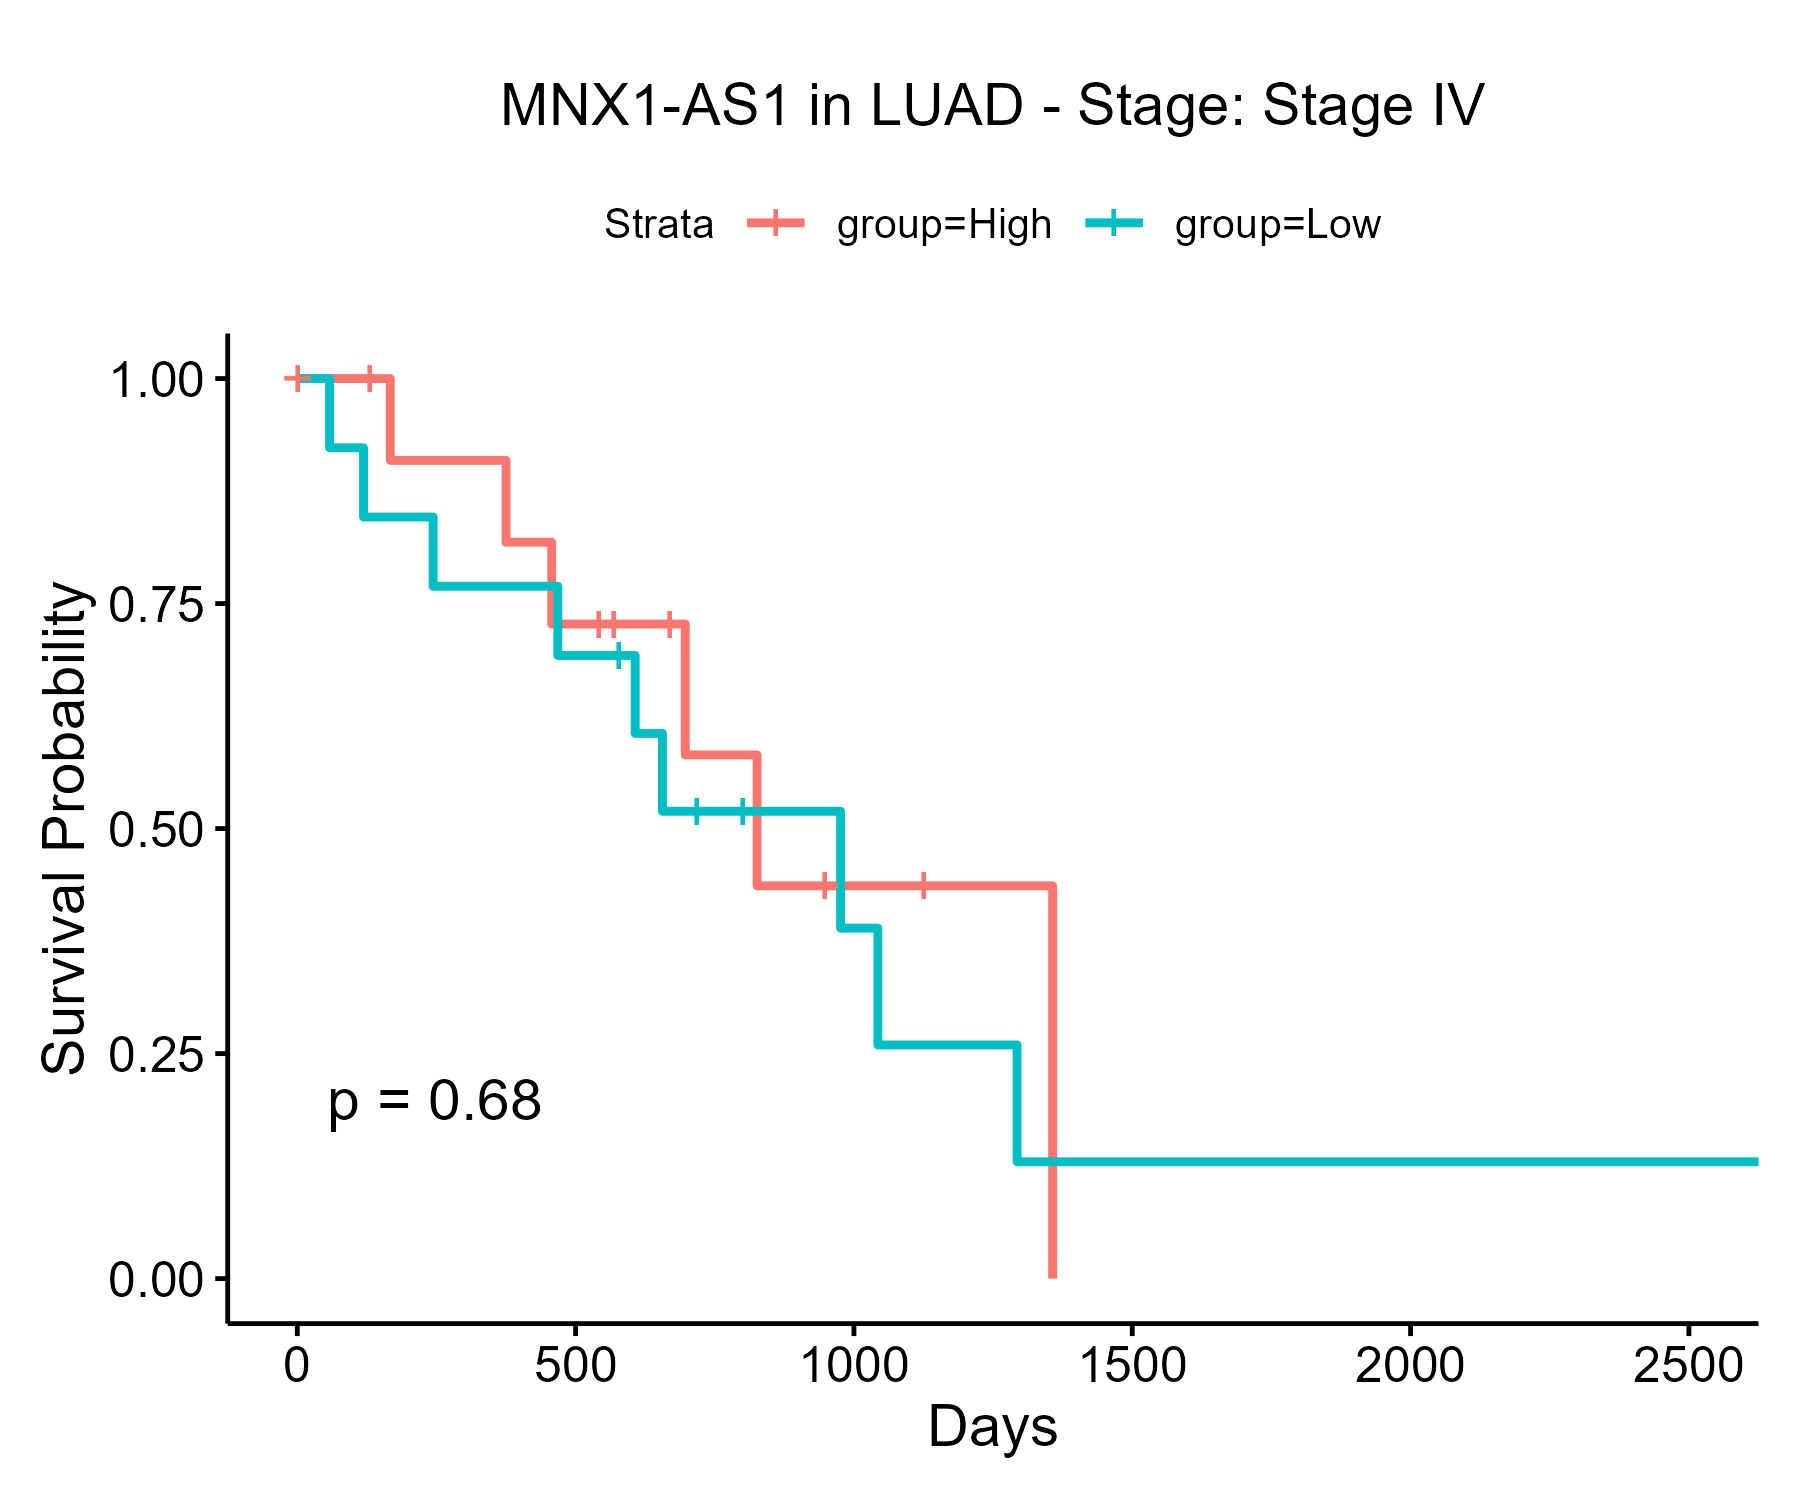 MNX1-AS1 in LUAD - Stage: Stage IV
Strata group=High group=Low
Survival Probability
1.00
0.75
0.50
0.25
0.00
p = 0.68
0 500 1000 1500 2000 2500
Days